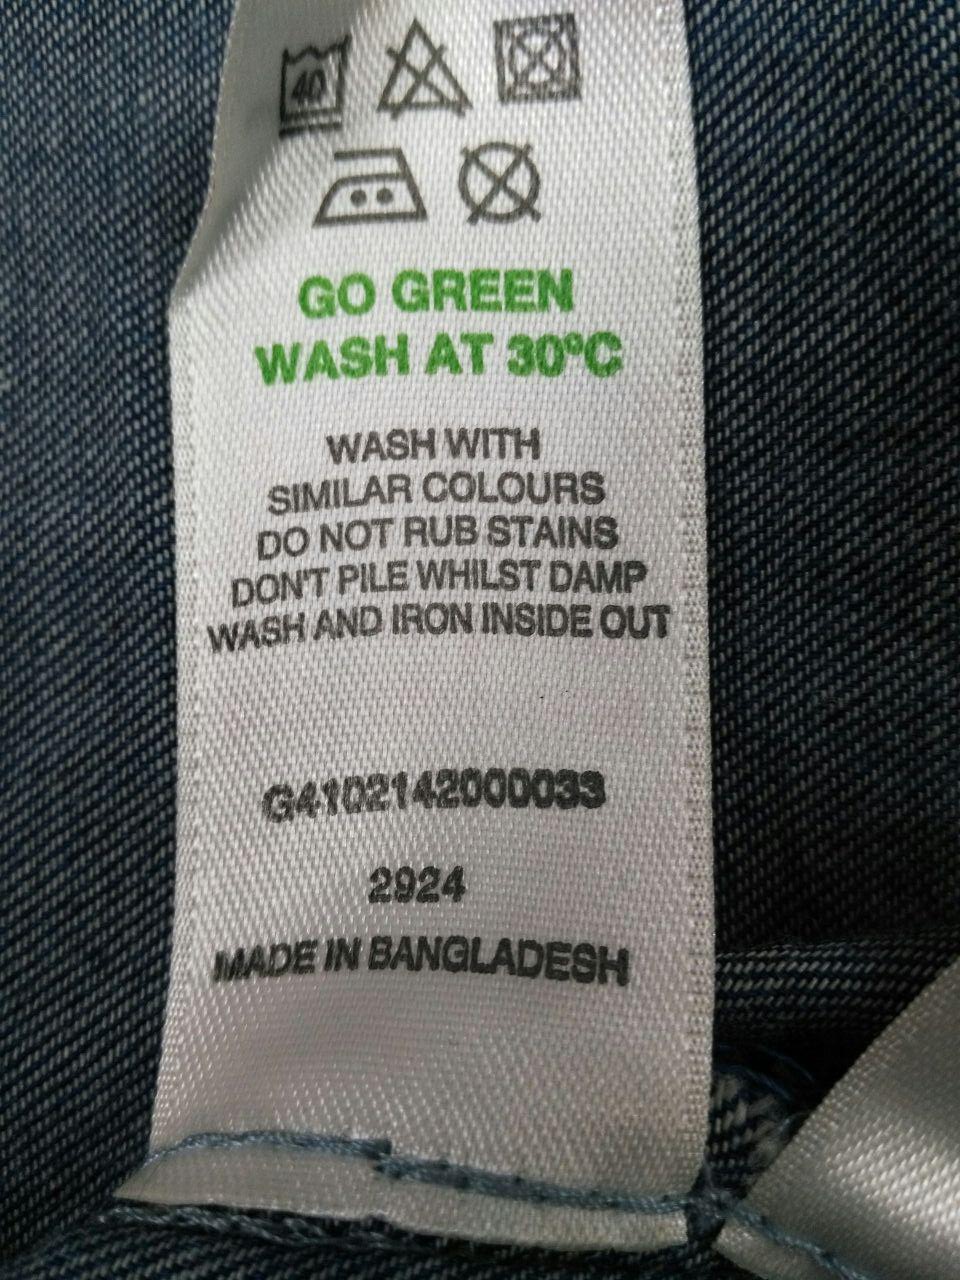 40
GO GREEN
WASH AT 30°C
WASH WITH
SIMILAR COLOURS
DO NOT RUB STAINS
DON'T PILE WHILST DAMP
WASH AND IRON INSIDE OUT
G4102142000033
2924
MADE IN BANGLADESH